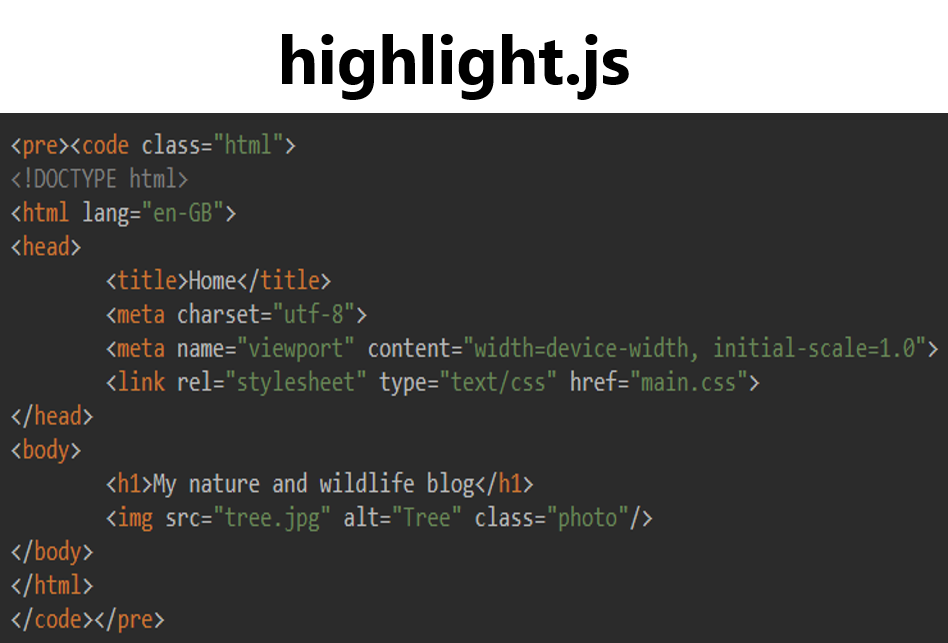 highlight.js
<pre><code class="html">
<!DOCTYPE html>
<html lang="en-GB">
<head>
        <title>Home</title>
        <meta charset="utf-8">
        <meta name="viewport" content="width=device-width, initial-scale=1.0">
        <link rel="stylesheet" type="text/css" href="main.css">
</head>
<body>
        <h1>My nature and wildlife blog</h1>
        <img src="tree.jpg" alt="Tree" class="photo"/>
</body>
</html>
</code></pre>